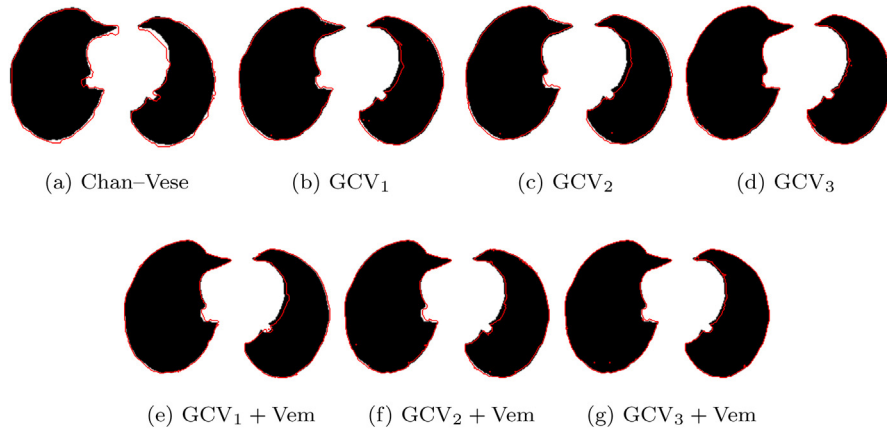 (a) Chan–Vese
(b) GCV₁
(c) GCV₂
(d) GCV₃
(e) GCV₁ + Vem
(f) GCV₂ + Vem
(g) GCV₃ + Vem